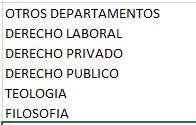 OTROS DEPARTAMENTOS
DERECHO LABORAL
DERECHO PRIVADO
DERECHO PUBLICO
TEOLOGIA
FILOSOFIA